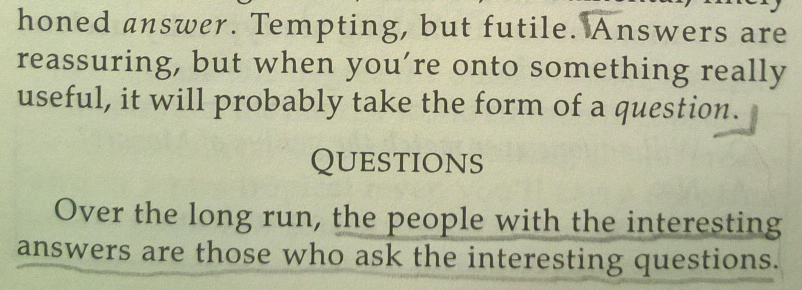 honed answer. Tempting, but futile. Answers are
reassuring, but when you're onto something really
useful, it will probably take the form of a question.
QUESTIONS
Over the long run, the people with the interesting
answers are those who ask the interesting questions.